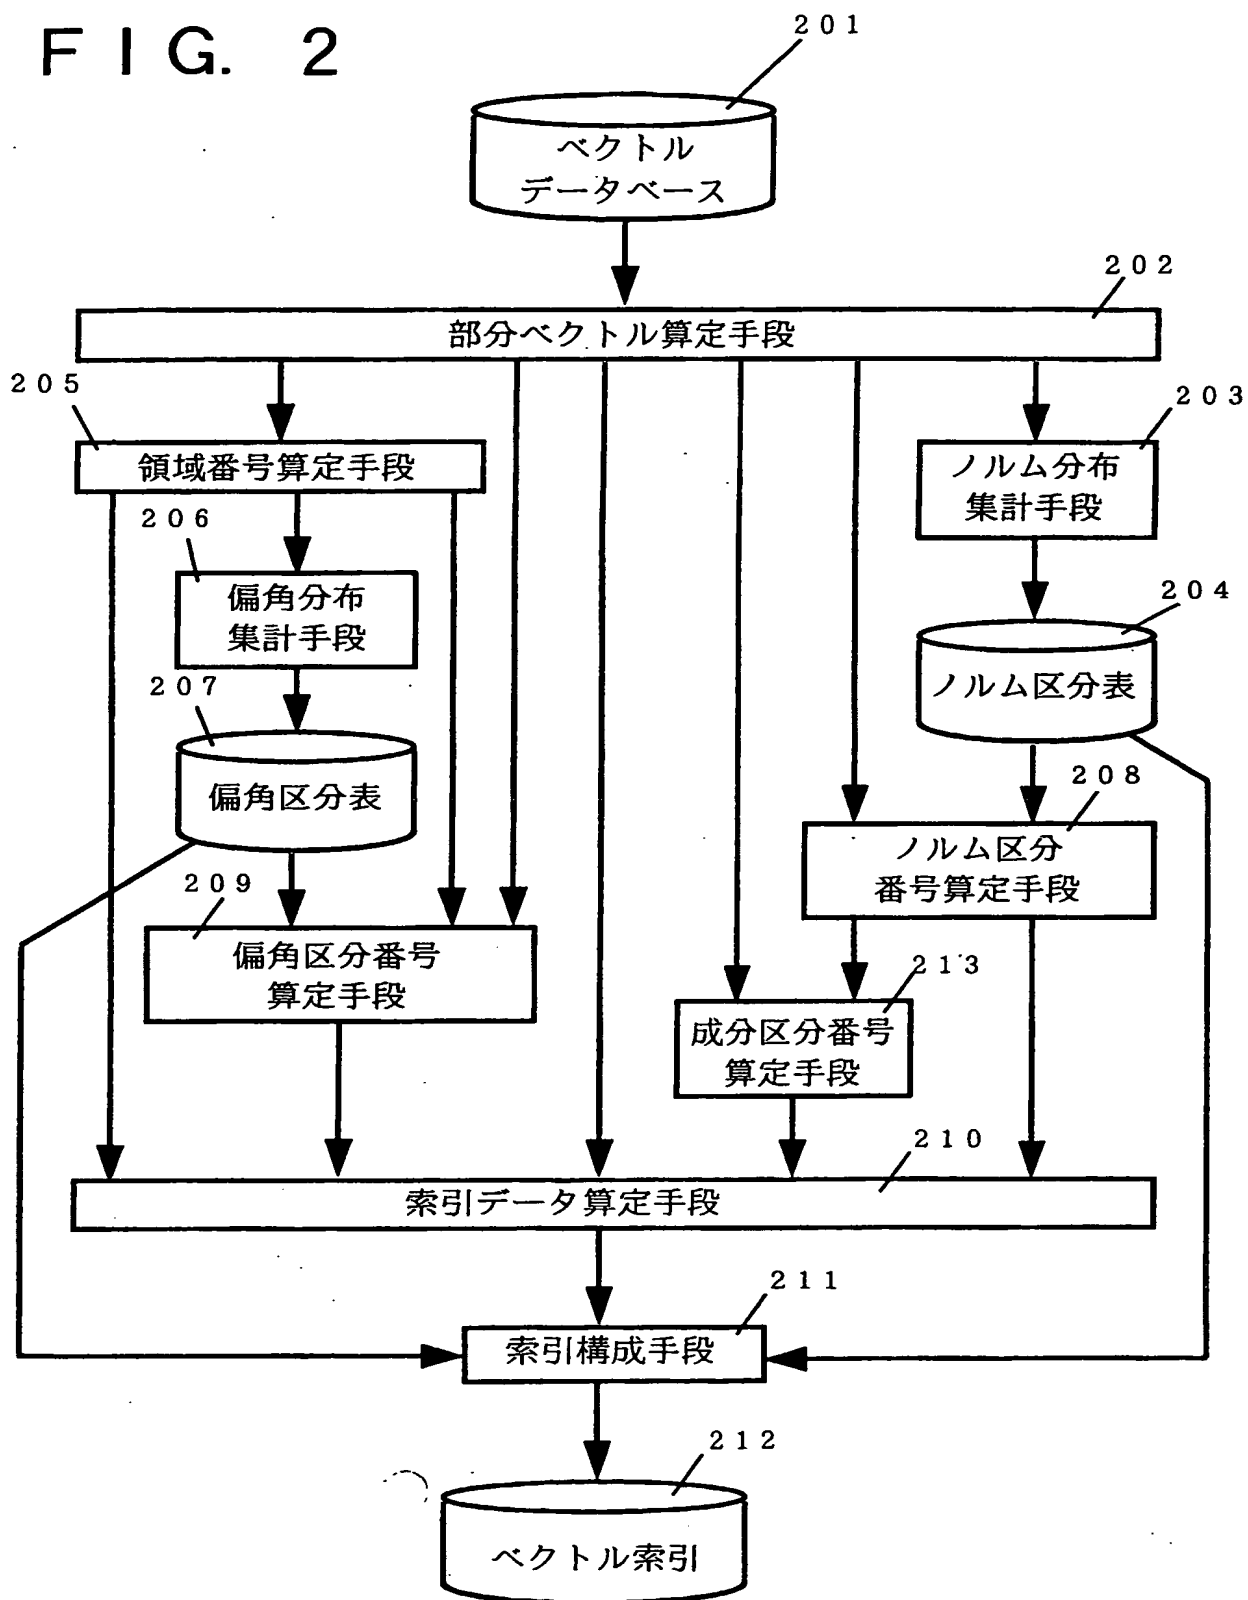 ＦＩＧ. ２
２０１
ベクトル
データベース
２０２
部分ベクトル算定手段
２０５
２０３
領域番号算定手段
ノルム分布
集計手段
２０６
偏角分布
集計手段
２０４
ノルム区分表
２０７
偏角区分表
２０８
ノルム区分
番号算定手段
２０９
偏角区分番号
算定手段
２１３
成分区分番号
算定手段
２１０
索引データ算定手段
２１１
索引構成手段
２１２
ベクトル索引